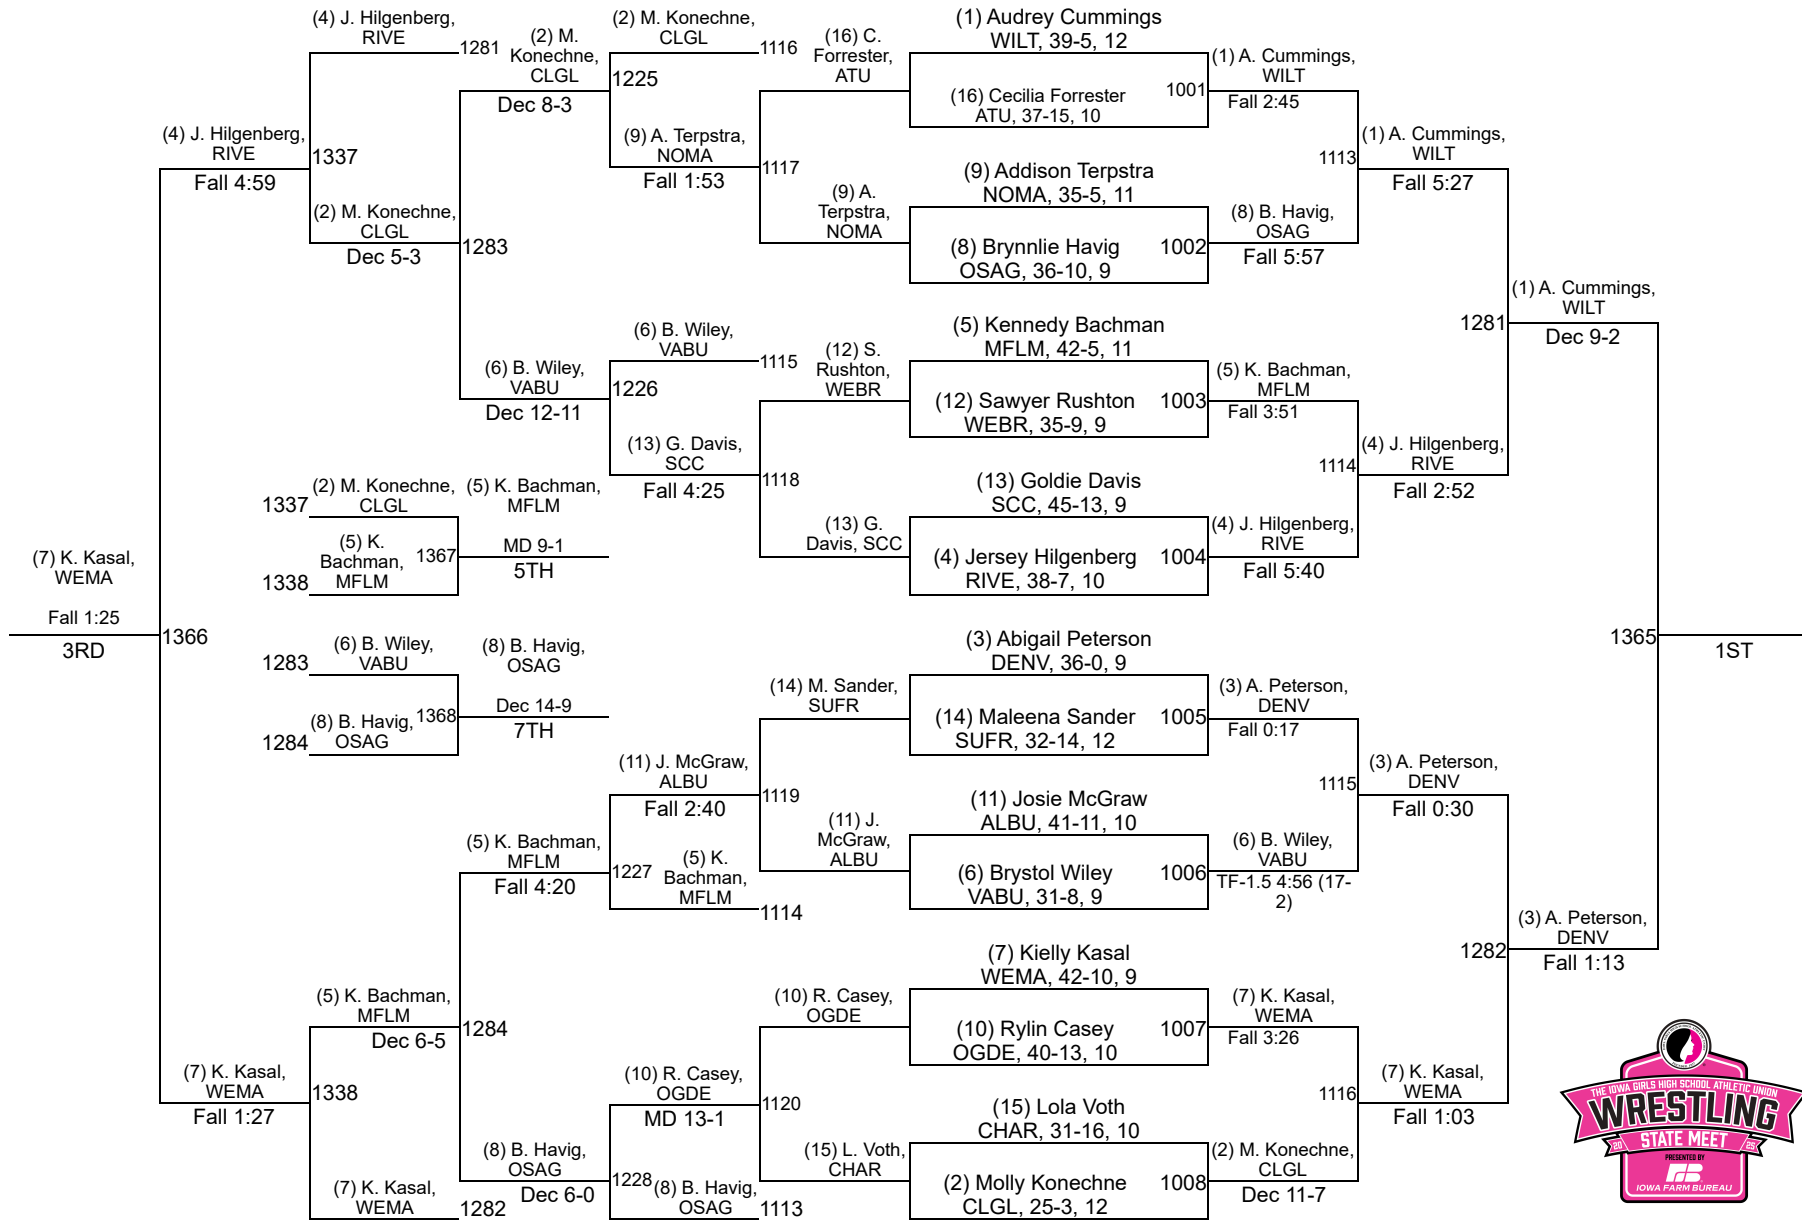 (4) J. Hilgenberg,
RIVE
1281
(4) J. Hilgenberg,
RIVE
Fall 4:59
1337
(2) M. Konechne,
CLGL
Dec 5-3
(2) M.
Konechne,
CLGL
Dec 8-3
1283
(2) M. Konechne,
CLGL
1116
1225
(9) A. Terpstra,
NOMA
Fall 1:53
1117
(16) C.
Forrester,
ATU
(9) A.
Terpstra,
NOMA
(6) B. Wiley,
VABU
Dec 12-11
(6) B. Wiley,
VABU
1115
1226
(13) G. Davis,
SCC
Fall 4:25
1118
(12) S.
Rushton,
WEBR
(13) G.
Davis, SCC
(1) Audrey Cummings
WILT, 39-5, 12
(16) Cecilia Forrester
ATU, 37-15, 10
1001
(9) Addison Terpstra
NOMA, 35-5, 11
(8) Brynnlie Havig
OSAG, 36-10, 9
1002
(5) Kennedy Bachman
MFLM, 42-5, 11
(12) Sawyer Rushton
WEBR, 35-9, 9
1003
(13) Goldie Davis
SCC, 45-13, 9
(4) Jersey Hilgenberg
RIVE, 38-7, 10
1004
(1) A. Cummings,
WILT
Fall 2:45
1113
(8) B. Havig,
OSAG
Fall 5:57
(1) A. Cummings,
WILT
Fall 5:27
(5) K. Bachman,
MFLM
Fall 3:51
1114
(4) J. Hilgenberg,
RIVE
Fall 5:40
(4) J. Hilgenberg,
RIVE
Fall 2:52
1281
(1) A. Cummings,
WILT
Dec 9-2
1337
(2) M. Konechne,
CLGL
(5) K.
Bachman,
MFLM
1338
1367
(5) K. Bachman,
MFLM
MD 9-1
5TH
(7) K. Kasal,
WEMA
Fall 1:25
3RD
1366
1283
(6) B. Wiley,
VABU
(8) B. Havig,
OSAG
1284
1368
(8) B. Havig,
OSAG
Dec 14-9
7TH
1365
1ST
(14) M. Sander,
SUFR
(11) J. McGraw,
ALBU
Fall 2:40
1119
(11) J.
McGraw,
ALBU
(5) K. Bachman,
MFLM
Fall 4:20
1227
(5) K.
Bachman,
MFLM
1114
(5) K. Bachman,
MFLM
Dec 6-5
1284
(7) K. Kasal,
WEMA
Fall 1:27
1338
(7) K. Kasal,
WEMA
1282
(8) B. Havig,
OSAG
Dec 6-0
(10) R. Casey,
OGDE
MD 13-1
1228
(8) B. Havig,
OSAG
1113
1120
(10) R. Casey,
OGDE
(15) L. Voth,
CHAR
(3) Abigail Peterson
DENV, 36-0, 9
(14) Maleena Sander
SUFR, 32-14, 12
1005
(11) Josie McGraw
ALBU, 41-11, 10
(6) Brystol Wiley
VABU, 31-8, 9
1006
(7) Kielly Kasal
WEMA, 42-10, 9
(10) Rylin Casey
OGDE, 40-13, 10
1007
(15) Lola Voth
CHAR, 31-16, 10
(2) Molly Konechne
CLGL, 25-3, 12
1008
(3) A. Peterson,
DENV
Fall 0:17
1115
(6) B. Wiley,
VABU
TF-1.5 4:56 (17-
2)
(3) A. Peterson,
DENV
Fall 0:30
(7) K. Kasal,
WEMA
Fall 3:26
1116
(2) M. Konechne,
CLGL
Dec 11-7
(7) K. Kasal,
WEMA
Fall 1:03
1282
(3) A. Peterson,
DENV
Fall 1:13
THE IOWA GIRLS HIGH SCHOOL ATHLETIC UNION
WRESTLING
20 STATE MEET 25
PRESENTED BY
FB
IOWA FARM BUREAU